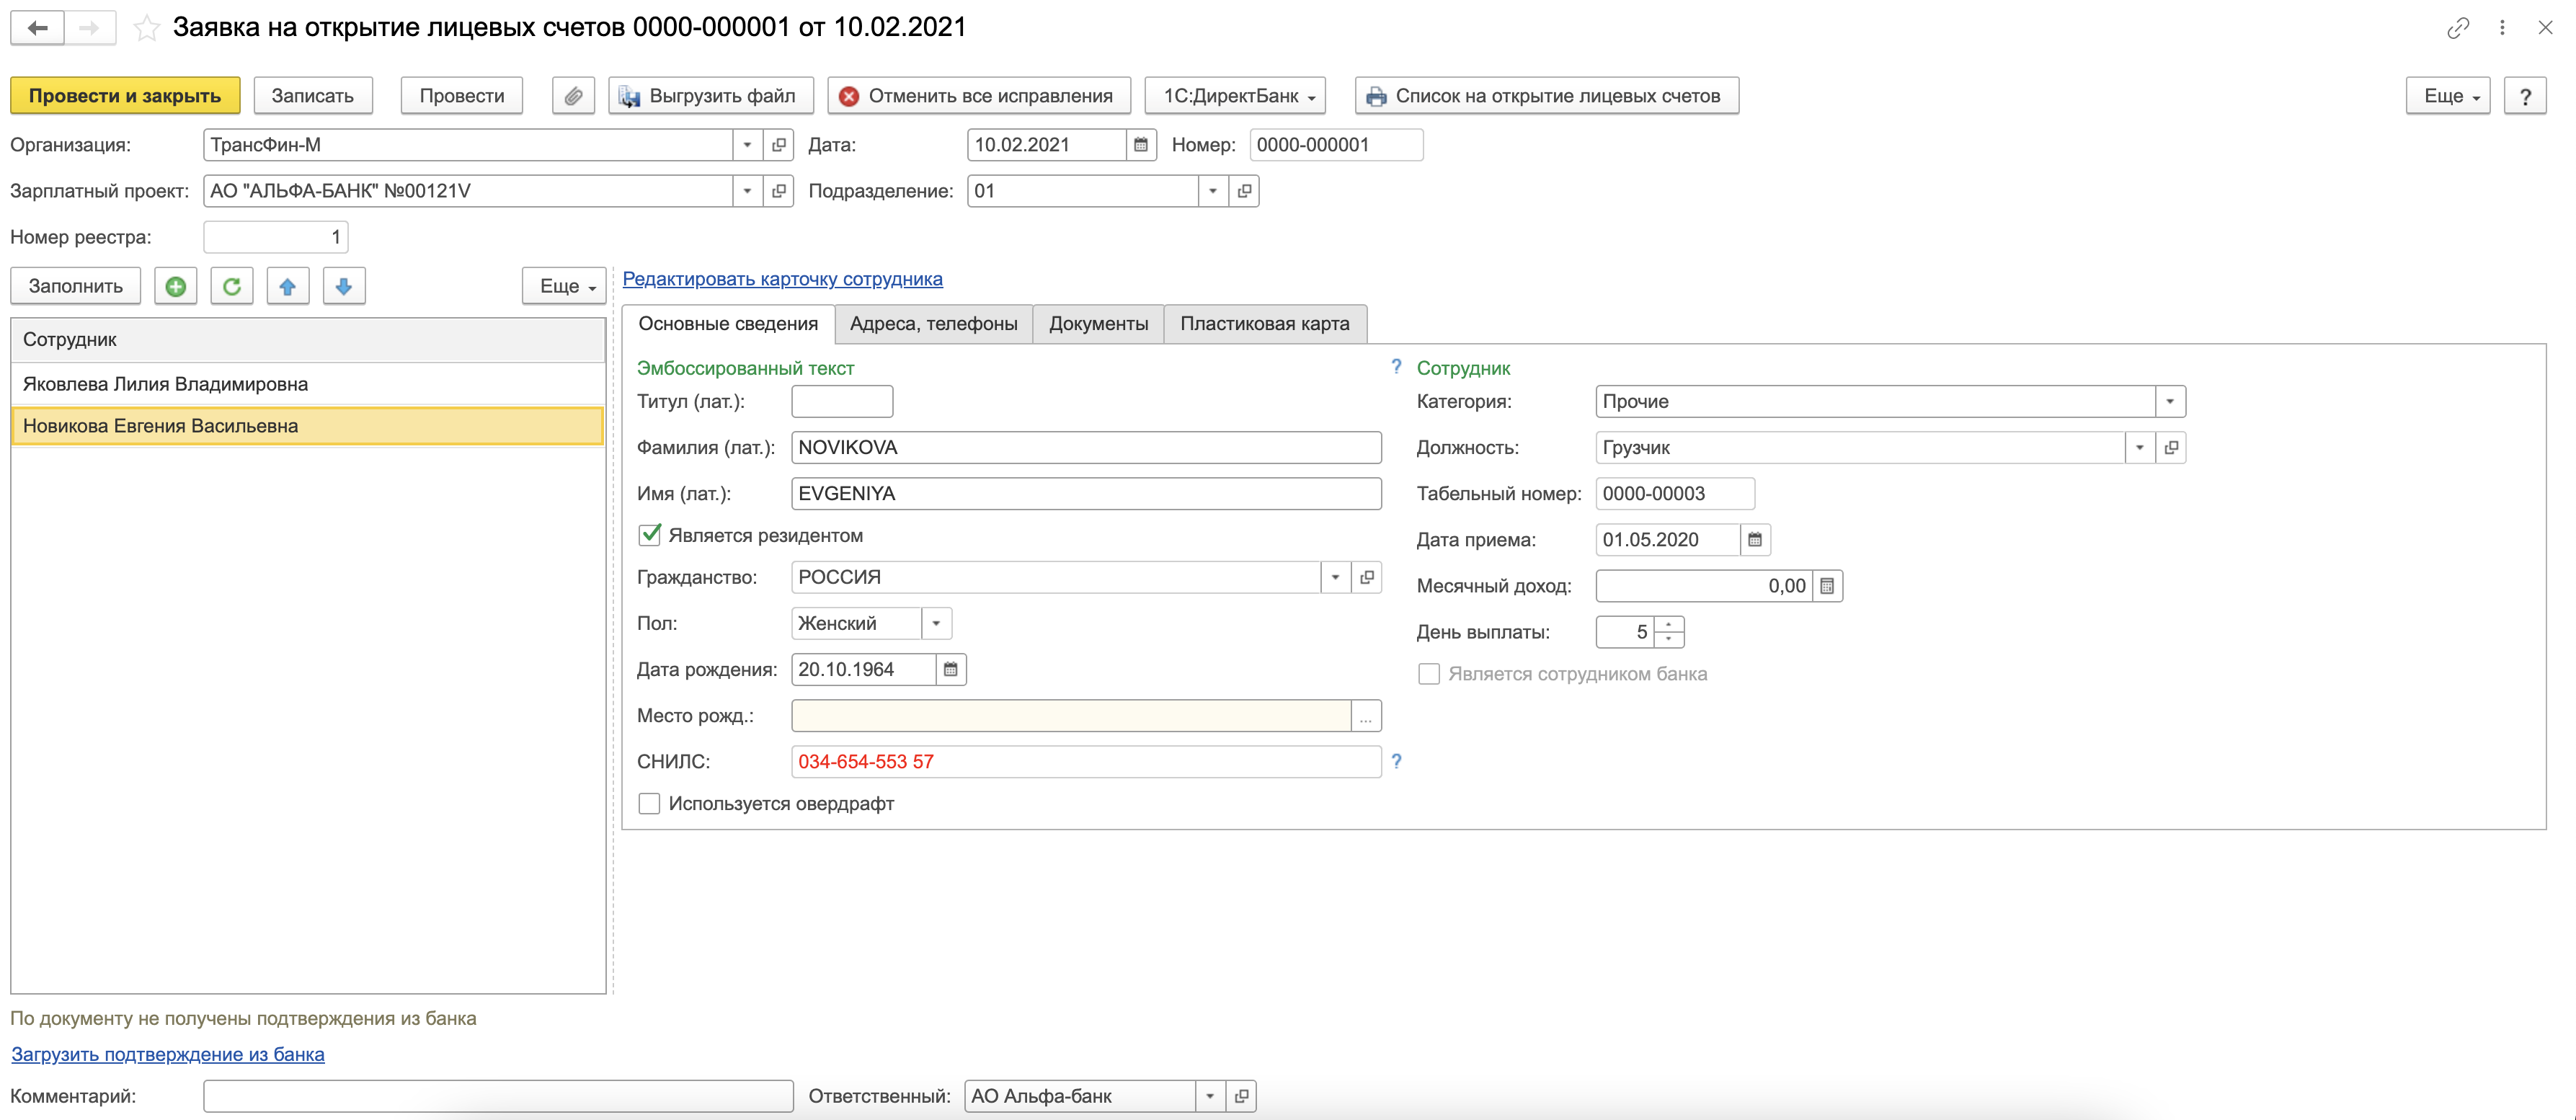 Заявка на открытие лицевых счетов 0000-000001 от 10.02.2021
Провести и закрыть Записать Провести Выгрузить файл Отменить все исправления 1С:ДиректБанк Список на открытие лицевых счетов Еще ?
Организация: ТрансФин-М Дата: 10.02.2021 Номер: 0000-000001
Зарплатный проект: АО "АЛЬФА-БАНК" №00121V Подразделение: 01
Номер реестра: 1
Заполнить Еще Редактировать карточку сотрудника
Основные сведения Адреса, телефоны Документы Пластиковая карта
Сотрудник
Яковлева Лилия Владимировна
Новикова Евгения Васильевна
Эмбоссированный текст ? Сотрудник
Титул (лат.): Категория: Прочие
Фамилия (лат.): NOVIKOVA Должность: Грузчик
Имя (лат.): EVGENIYA Табельный номер: 0000-00003
Является резидентом Дата приема: 01.05.2020
Гражданство: РОССИЯ Месячный доход: 0,00
Пол: Женский День выплаты: 5
Дата рождения: 20.10.1964 Является сотрудником банка
Место рожд.: ...
СНИЛС: 034-654-553 57 ?
Используется овердрафт
По документу не получены подтверждения из банка
Загрузить подтверждение из банка
Комментарий: Ответственный: АО Альфа-банк